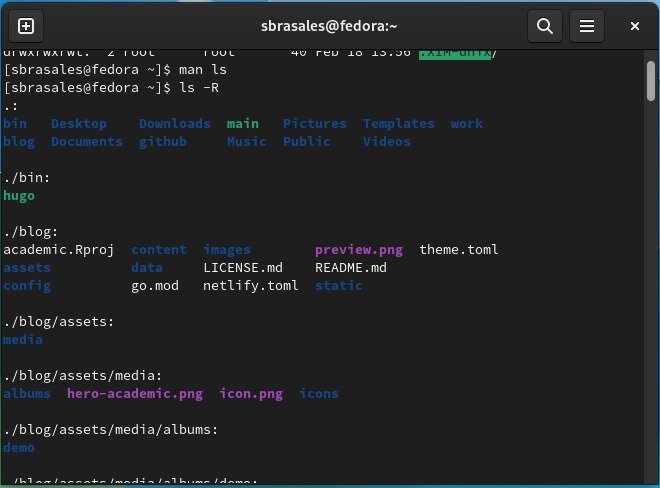 sbrasales@fedora:~
drwxrwxrwt. 2 root root 40 Feb 18 13:56 .X1M-unix/
[sbrasales@fedora ~]$ man ls
[sbrasales@fedora ~]$ ls -R
.:
bin Desktop Downloads main Pictures Templates work
blog Documents github Music Public Videos
./bin:
hugo
./blog:
academic.Rproj content images preview.png theme.toml
assets data LICENSE.md README.md
config go.mod netlify.toml static
./blog/assets:
media
./blog/assets/media:
albums hero-academic.png icon.png icons
./blog/assets/media/albums:
demo
./blog/assets/media/albums/demo: